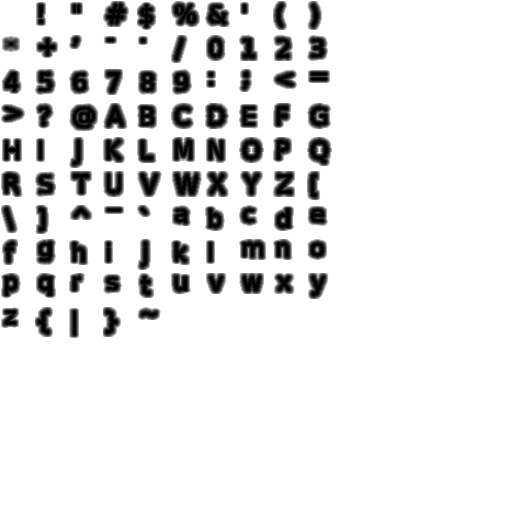 ! " # $ % & ' ( )
* + , - . / 0 1 2 3
4 5 6 7 8 9 : ; < =
> ? @ A B C D E F G
H I J K L M N O P Q
R S T U V W X Y Z [
\ ] ^ _ ` a b c d e
f g h i j k l m n o
p q r s t u v w x y
z { | } ~